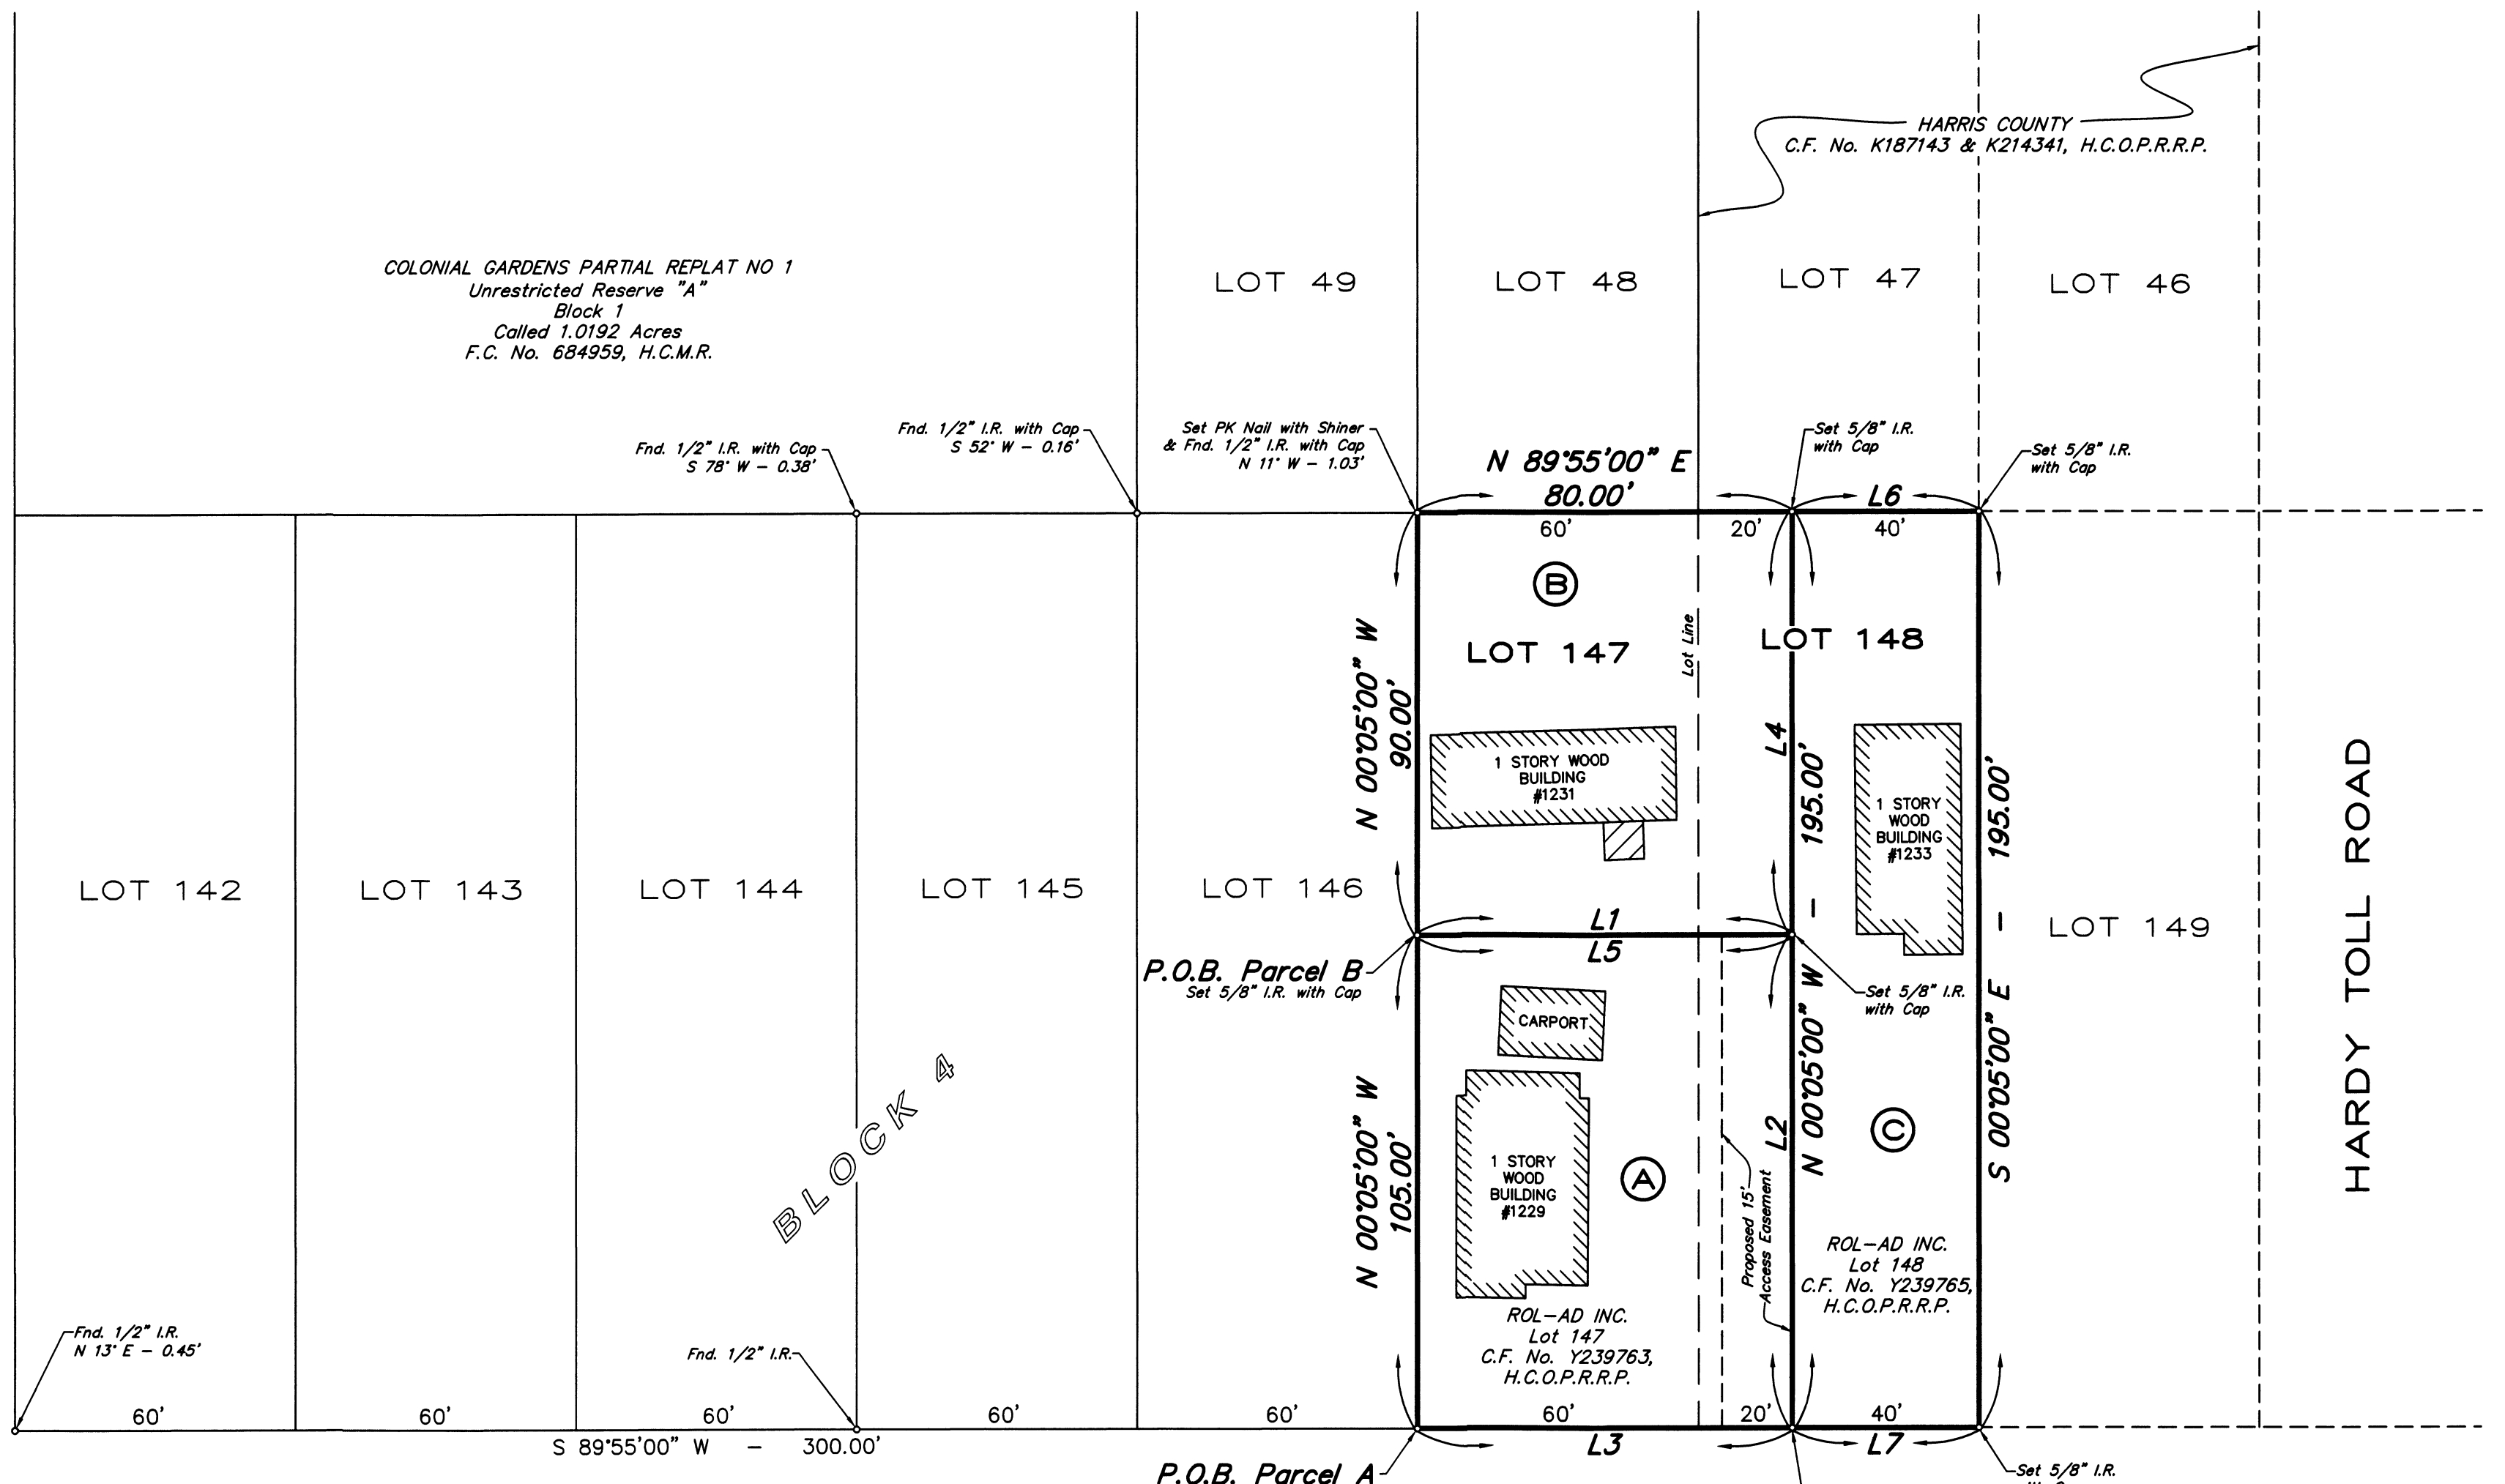 HARRIS COUNTY
C.F. No. K187143 & K214341, H.C.O.P.R.R.P.
COLONIAL GARDENS PARTIAL REPLAT NO 1
Unrestricted Reserve "A"
Block 1
Called 1.0192 Acres
F.C. No. 684959, H.C.M.R.
LOT 49
LOT 48
LOT 47
LOT 46
Fnd. 1/2" I.R. with Cap
S 78° W - 0.38'
Fnd. 1/2" I.R. with Cap
S 52° W - 0.16'
Set PK Nail with Shiner
& Fnd. 1/2" I.R. with Cap
N 11° W - 1.03'
N 89°55'00" E
80.00'
Set 5/8" I.R.
with Cap
L6
Set 5/8" I.R.
with Cap
60'
20'
40'
B
LOT 147
Lot Line
LOT 148
N 00°05'00" W
90.00'
1 STORY WOOD
BUILDING
#1231
L4
N 00°05'00" W - 195.00'
1 STORY
WOOD
BUILDING
#1233
S 00°05'00" E - 195.00'
HARDY TOLL ROAD
LOT 142
LOT 143
LOT 144
LOT 145
LOT 146
LOT 149
L1
L5
P.O.B. Parcel B
Set 5/8" I.R. with Cap
Set 5/8" I.R.
with Cap
CARPORT
BLOCK 4
N 00°05'00" W
105.00'
1 STORY
WOOD
BUILDING
#1229
A
L2
C
Proposed 15'
Access Easement
ROL-AD INC.
Lot 148
C.F. No. Y239765,
H.C.O.P.R.R.P.
ROL-AD INC.
Lot 147
C.F. No. Y239763,
H.C.O.P.R.R.P.
Fnd. 1/2" I.R.
N 13° E - 0.45'
Fnd. 1/2" I.R.
60'
60'
60'
60'
60'
60'
20'
40'
S 89°55'00" W - 300.00'
L3
L7
P.O.B. Parcel A
Set 5/8" I.R.